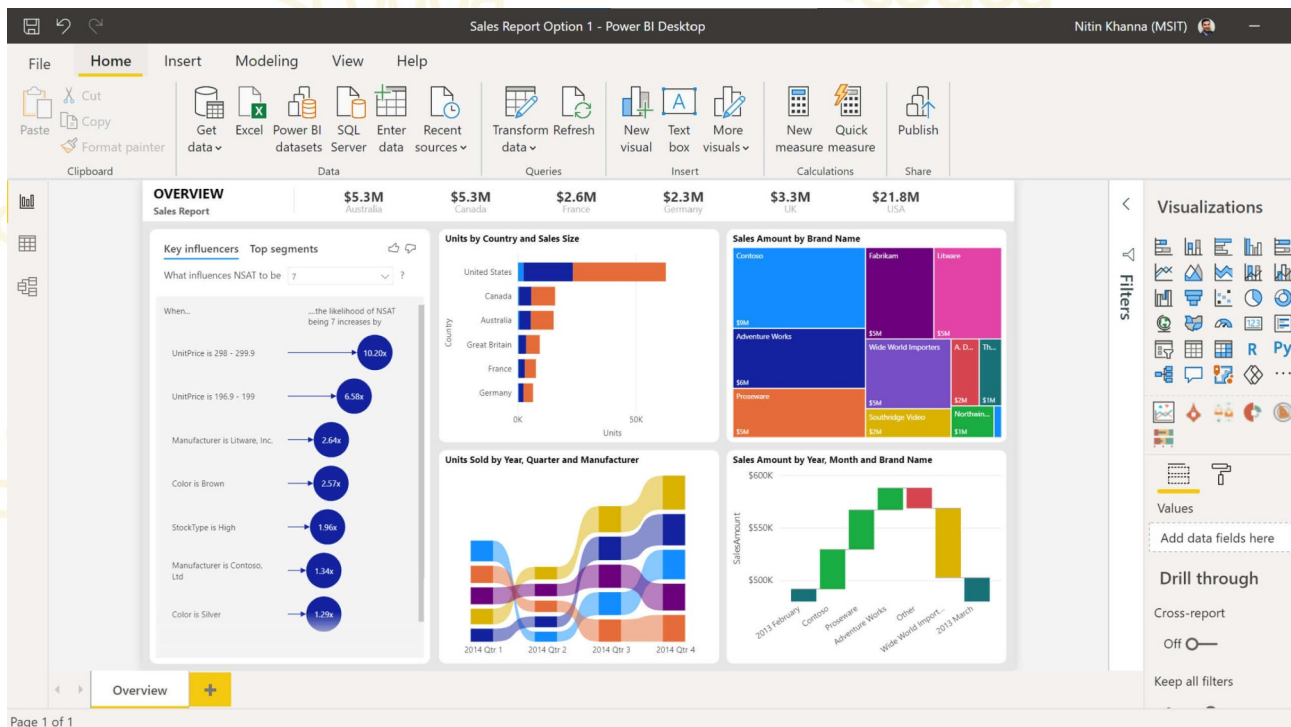 Sales Report Option 1 - Power BI Desktop
Nitin Khanna (MSIT)
File Home Insert Modeling View Help
Paste
Cut
Copy
Format painter
Clipboard
Get data
Excel
Power BI datasets
SQL Server
Enter data
Recent sources
Data
Transform data
Refresh
Queries
New visual
Text box
More visuals
Insert
New measure
Quick measure
Calculations
Publish
Share
OVERVIEW
Sales Report
$5.3M
Australia
$5.3M
Canada
$2.6M
France
$2.3M
Germany
$3.3M
UK
$21.8M
USA
Key influencers Top segments
What influences NSAT to be 7 ?
When...
...the likelihood of NSAT
being 7 increases by
UnitPrice is 298 - 299.9
10.20x
UnitPrice is 196.9 - 199
6.58x
Manufacturer is Litware, Inc.
2.64x
Color is Brown
2.57x
StockType is High
1.96x
Manufacturer is Contoso,
Ltd
1.34x
Color is Silver
1.29x
Units by Country and Sales Size
Country
United States
Canada
Australia
Great Britain
France
Germany
0K 50K
Units
Sales Amount by Brand Name
Contoso
$9M
Adventure Works
$6M
Proseware
$5M
Fabrikam
$5M
Litware
$5M
Wide World Importers
$5M
A. D...
$2M
Th...
$1M
Southridge Video
$2M
Northwin...
$1M
Units Sold by Year, Quarter and Manufacturer
2014 Qtr 1 2014 Qtr 2 2014 Qtr 3 2014 Qtr 4
Sales Amount by Year, Month and Brand Name
SalesAmount
$600K
$550K
$500K
2013 February
Contoso
Proseware
Adventure Works
Other
Wide World Import...
2013 March
Filters
Visualizations
123
R
Py
...
Values
Add data fields here
Drill through
Cross-report
Off
Keep all filters
Overview
+
Page 1 of 1